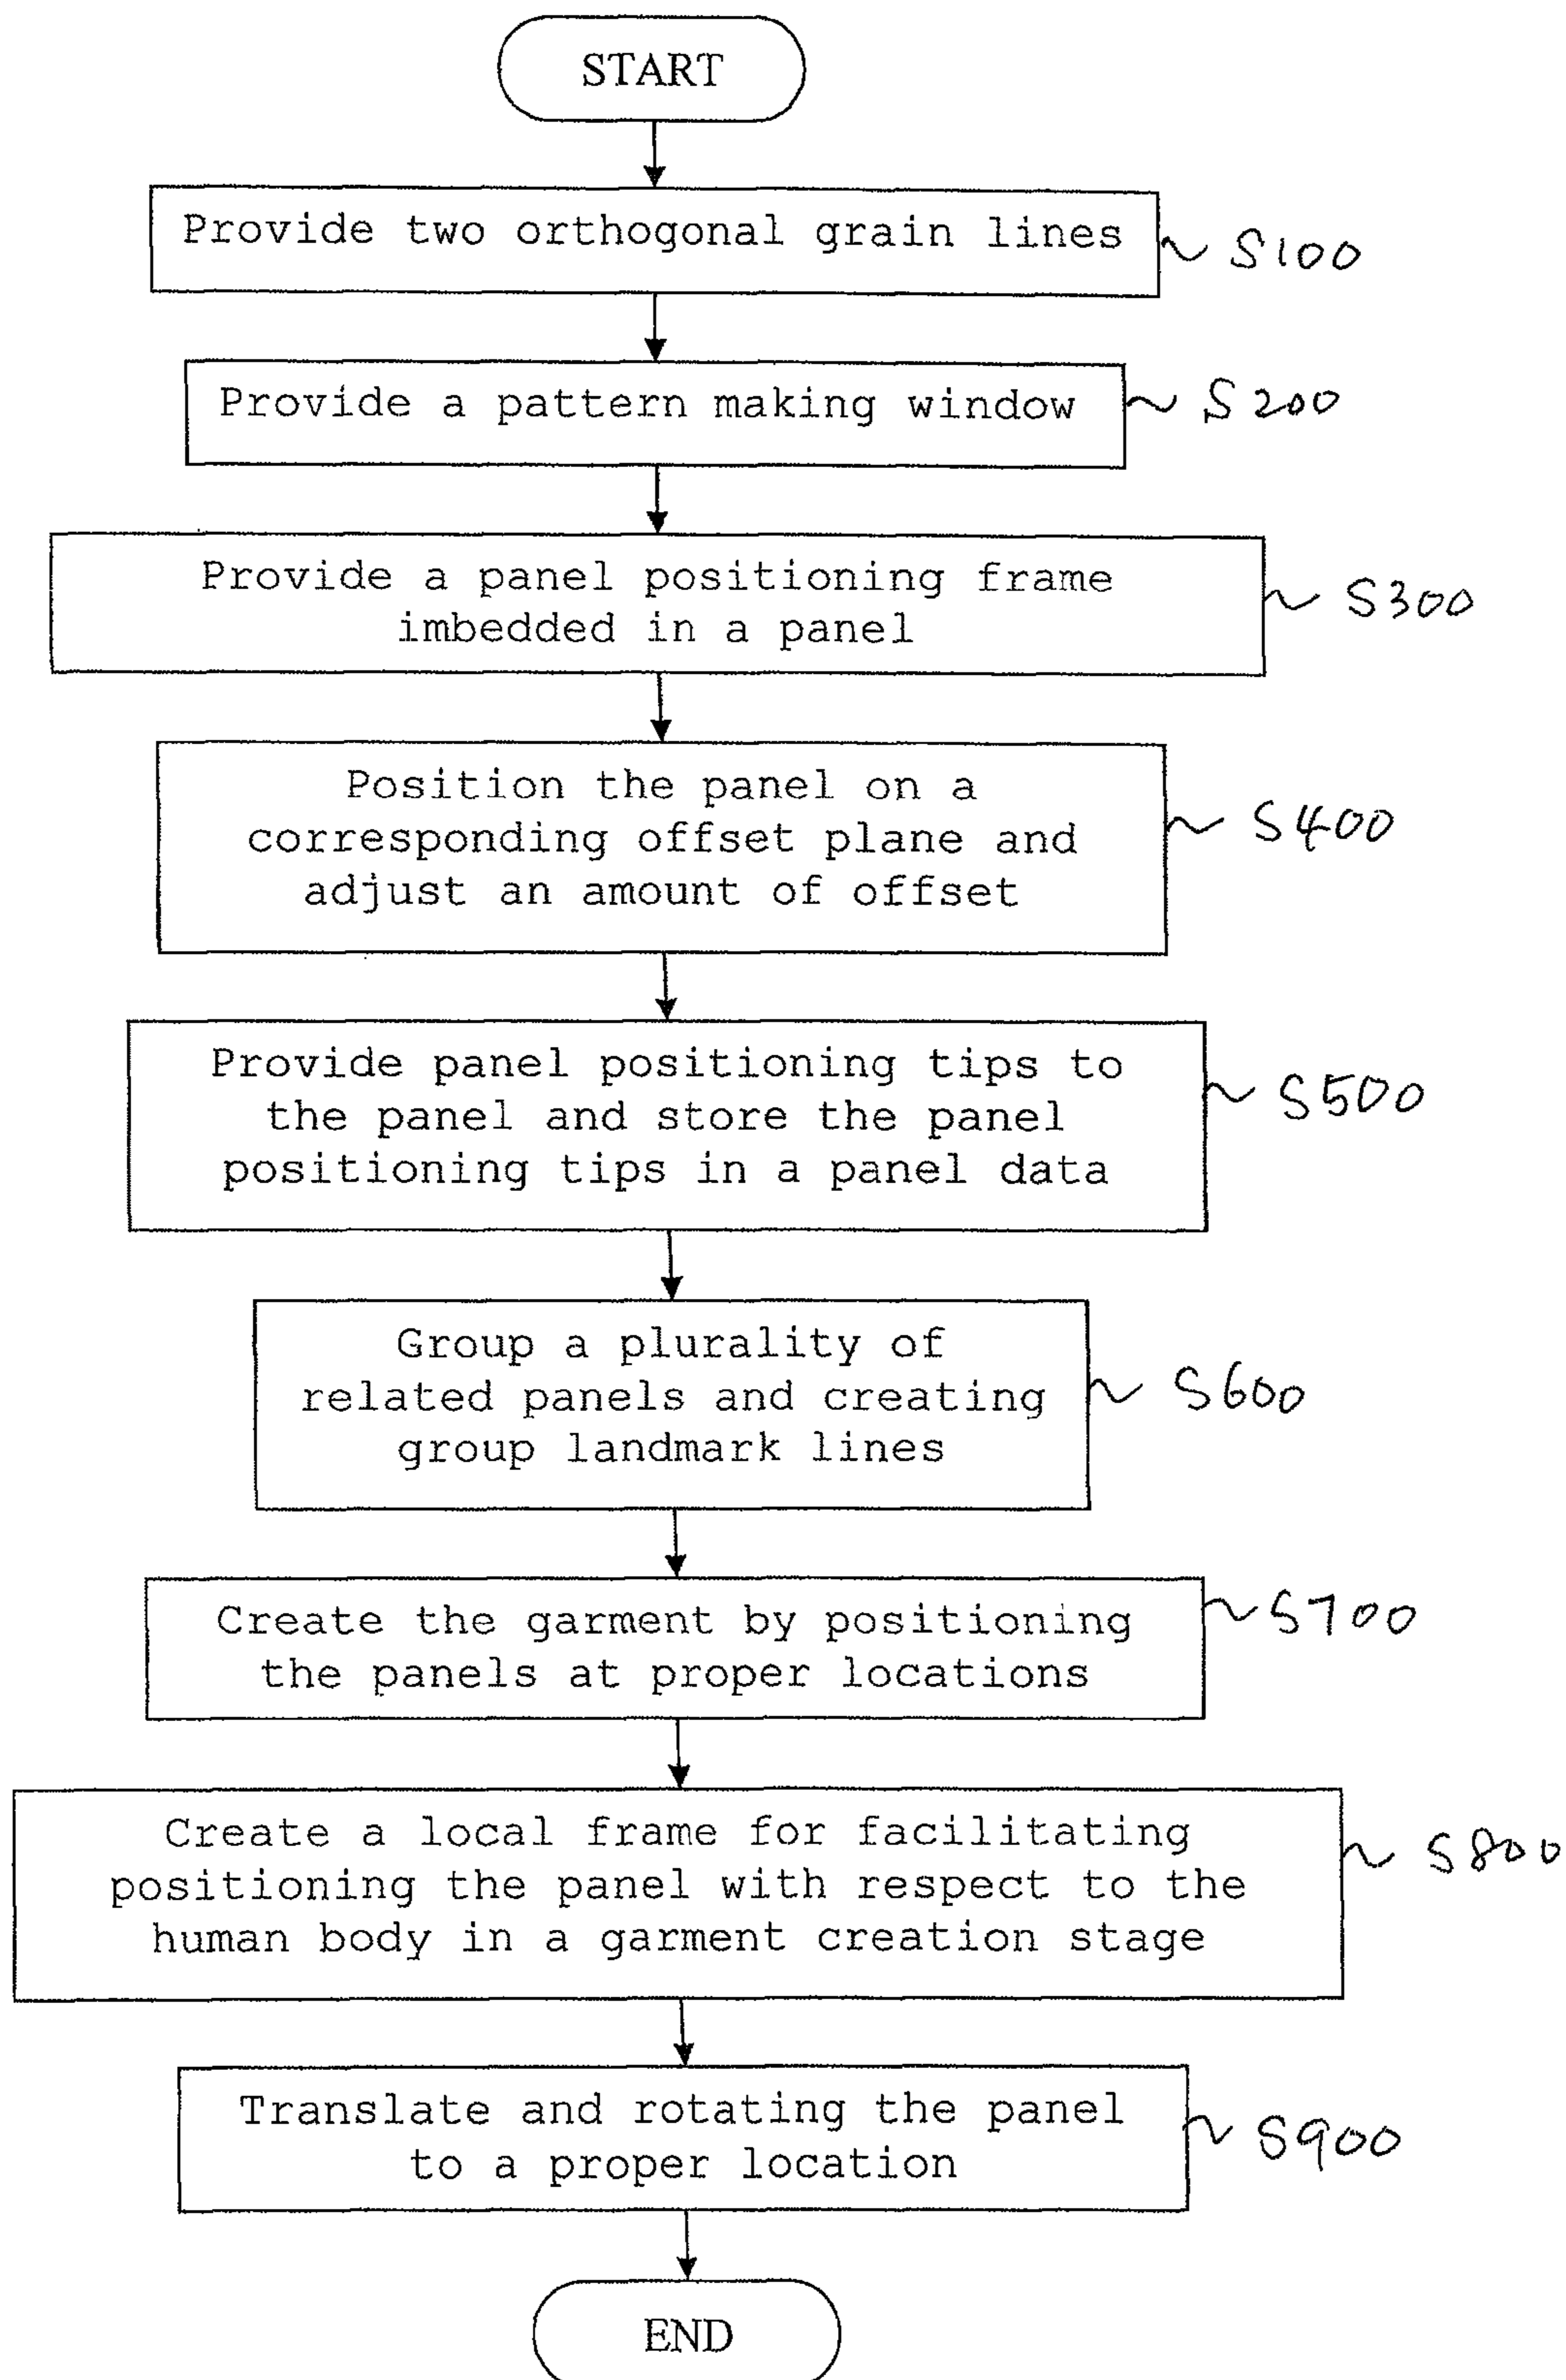 START
Provide two orthogonal grain lines
S100
Provide a pattern making window
S200
Provide a panel positioning frame
imbedded in a panel
S300
Position the panel on a
corresponding offset plane and
adjust an amount of offset
S400
Provide panel positioning tips to
the panel and store the panel
positioning tips in a panel data
S500
Group a plurality of
related panels and creating
group landmark lines
S600
Create the garment by positioning
the panels at proper locations
S700
Create a local frame for facilitating
positioning the panel with respect to the
human body in a garment creation stage
S800
Translate and rotating the panel
to a proper location
S900
END